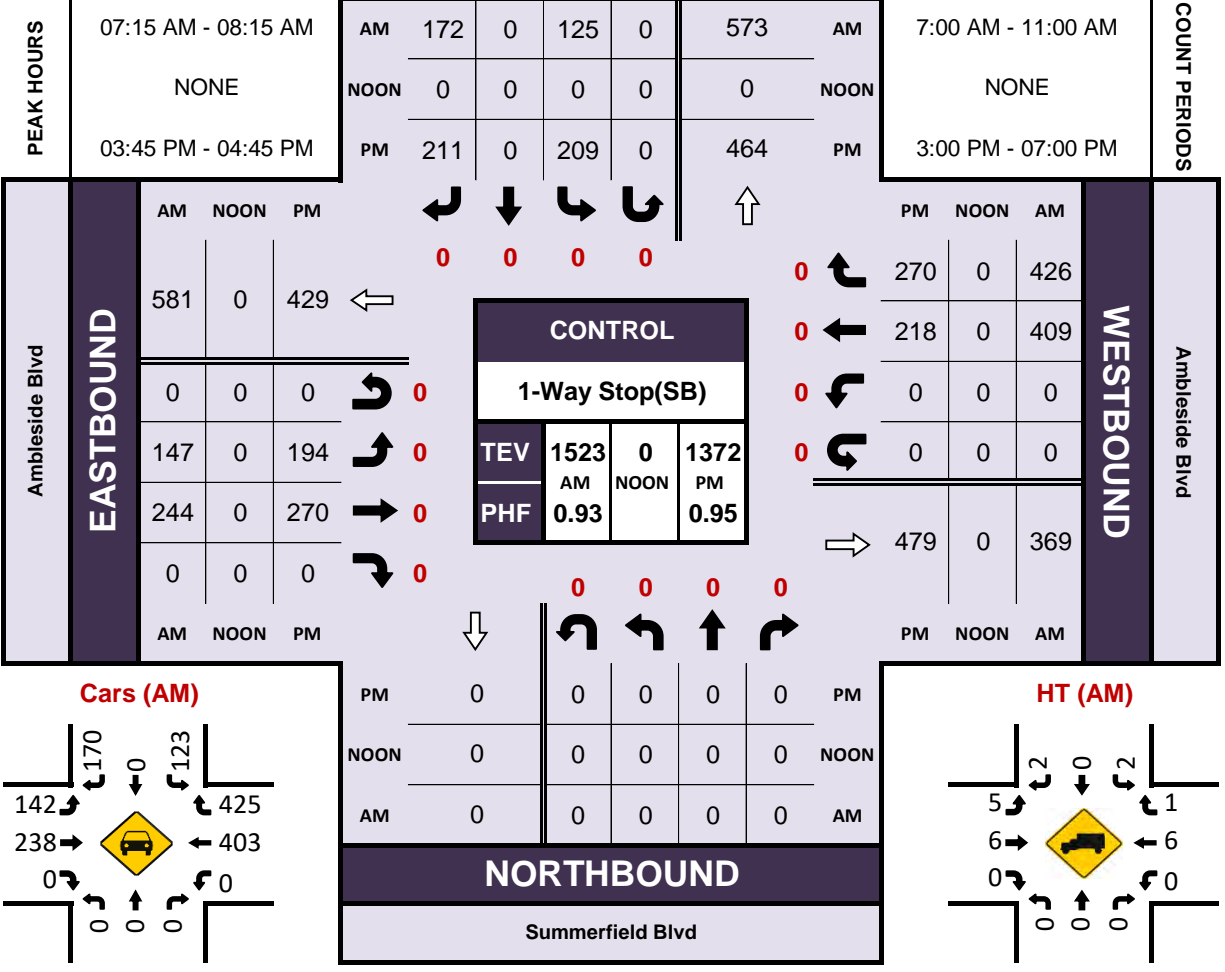 PEAK HOURS
07:15 AM - 08:15 AM
NONE
03:45 PM - 04:45 PM
AM 172 0 125 0 573 AM
NOON 0 0 0 0 0 NOON
PM 211 0 209 0 464 PM
7:00 AM - 11:00 AM
NONE
3:00 PM - 07:00 PM
COUNT PERIODS
0 0 0 0
Ambleside Blvd
EASTBOUND
AM NOON PM
581 0 429
0 0 0 0
147 0 194 0
244 0 270 0
0 0 0 0
AM NOON PM
CONTROL
1-Way Stop(SB)
TEV 1523 0 1372
AM NOON PM
PHF 0.93 0.95
PM NOON AM
0 270 0 426
0 218 0 409
0 0 0 0
0 0 0 0
479 0 369
PM NOON AM
WESTBOUND
Ambleside Blvd
0 0 0 0
PM 0 0 0 0 0 PM
NOON 0 0 0 0 0 NOON
AM 0 0 0 0 0 AM
NORTHBOUND
Summerfield Blvd
Cars (AM)
170 0 123
142 425
238 403
0 0
0 0 0
HT (AM)
2 0 2
5 1
6 6
0 0
0 0 0